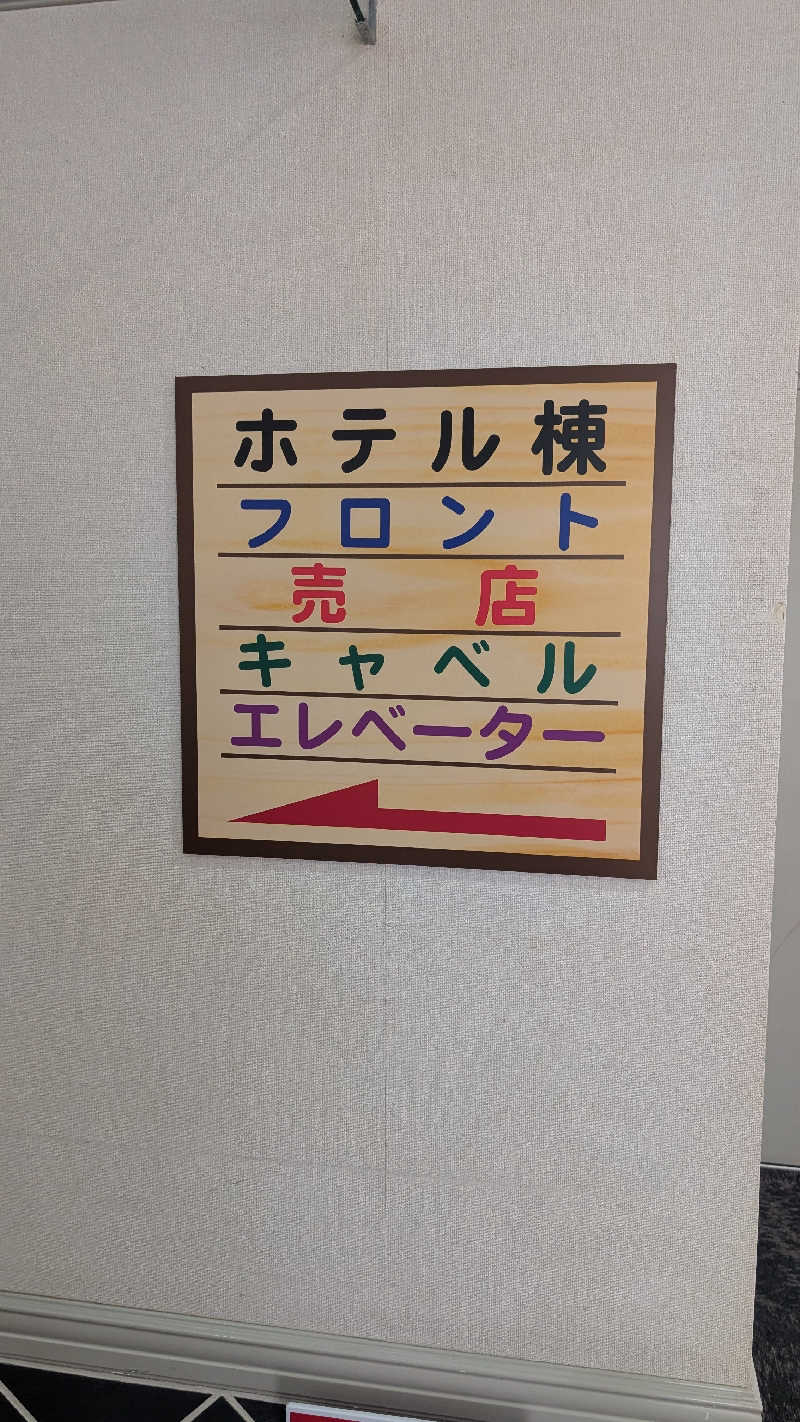 ホテル棟
フロント
売店
キャベル
エレベーター